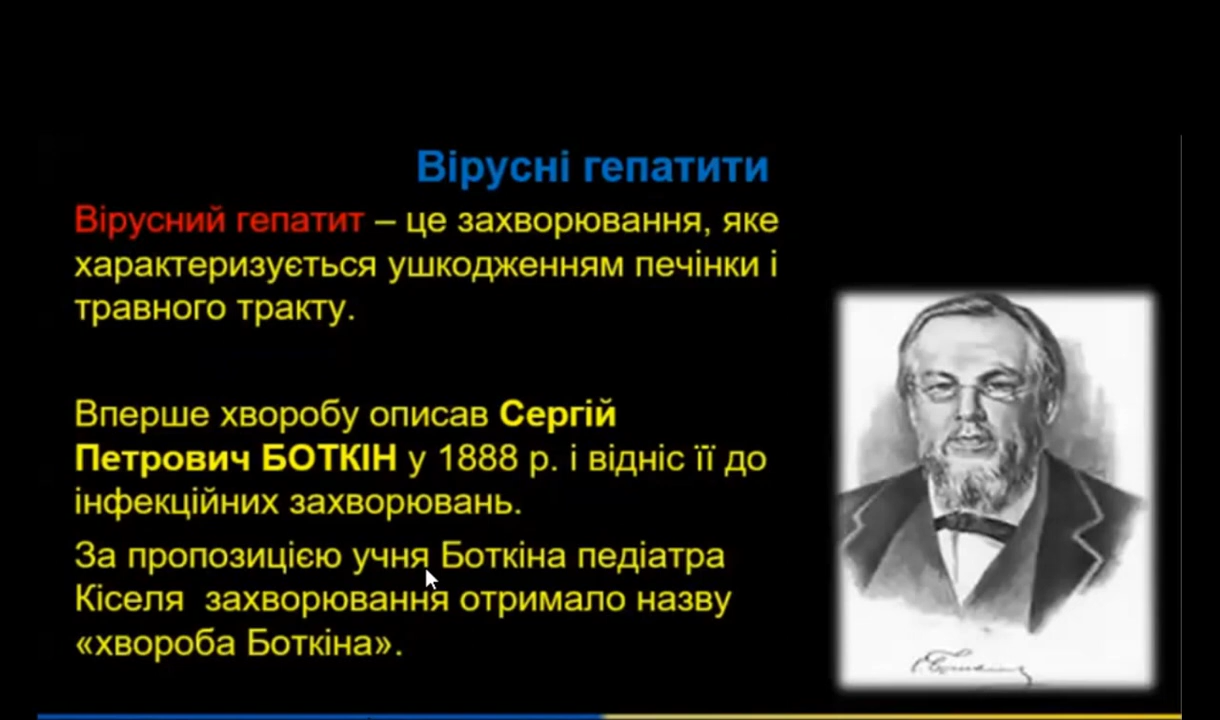 Вірусні гепатити
Вірусний гепатит – це захворювання, яке
характеризується ушкодженням печінки і
травного тракту.
Вперше хворобу описав Сергій
Петрович БОТКІН у 1888 р. і відніс її до
інфекційних захворювань.
За пропозицією учня Боткіна педіатра
Кіселя захворювання отримало назву
«хвороба Боткіна».